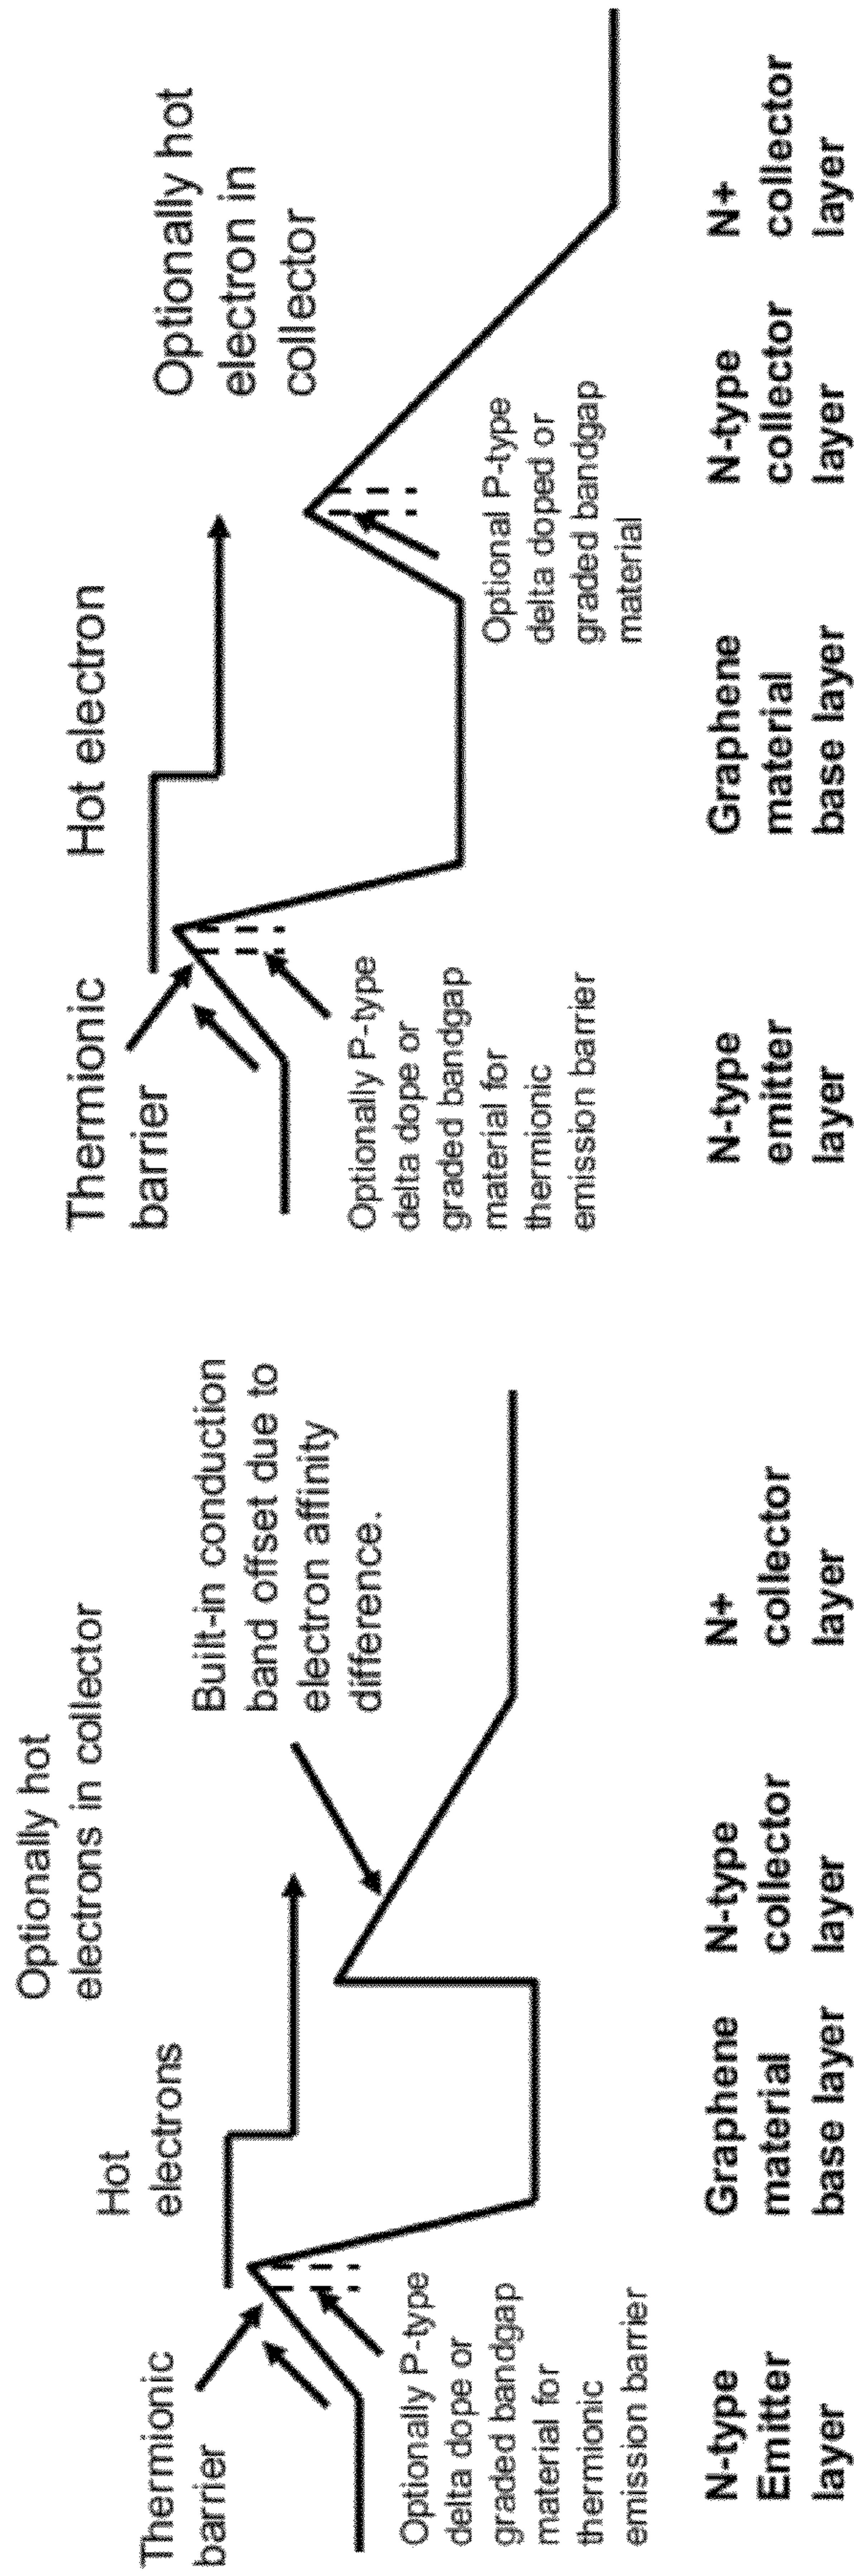 Thermionic
barrier
Hot
electrons
Optionally hot
electrons in collector
Built-in conduction
band offset due to
electron affinity
difference.
Optionally P-type
delta dope or
graded bandgap
material for
thermionic
emission barrier
N-type
Emitter
layer
Graphene
material
base layer
N-type
collector
layer
N+
collector
layer
Thermionic
barrier
Hot electron
Optionally hot
electron in
collector
Optionally P-type
delta dope or
graded bandgap
material for
thermionic
emission barrier
Optional P-type
delta doped or
graded bandgap
material
N-type
emitter
layer
Graphene
material
base layer
N-type
collector
layer
N+
collector
layer